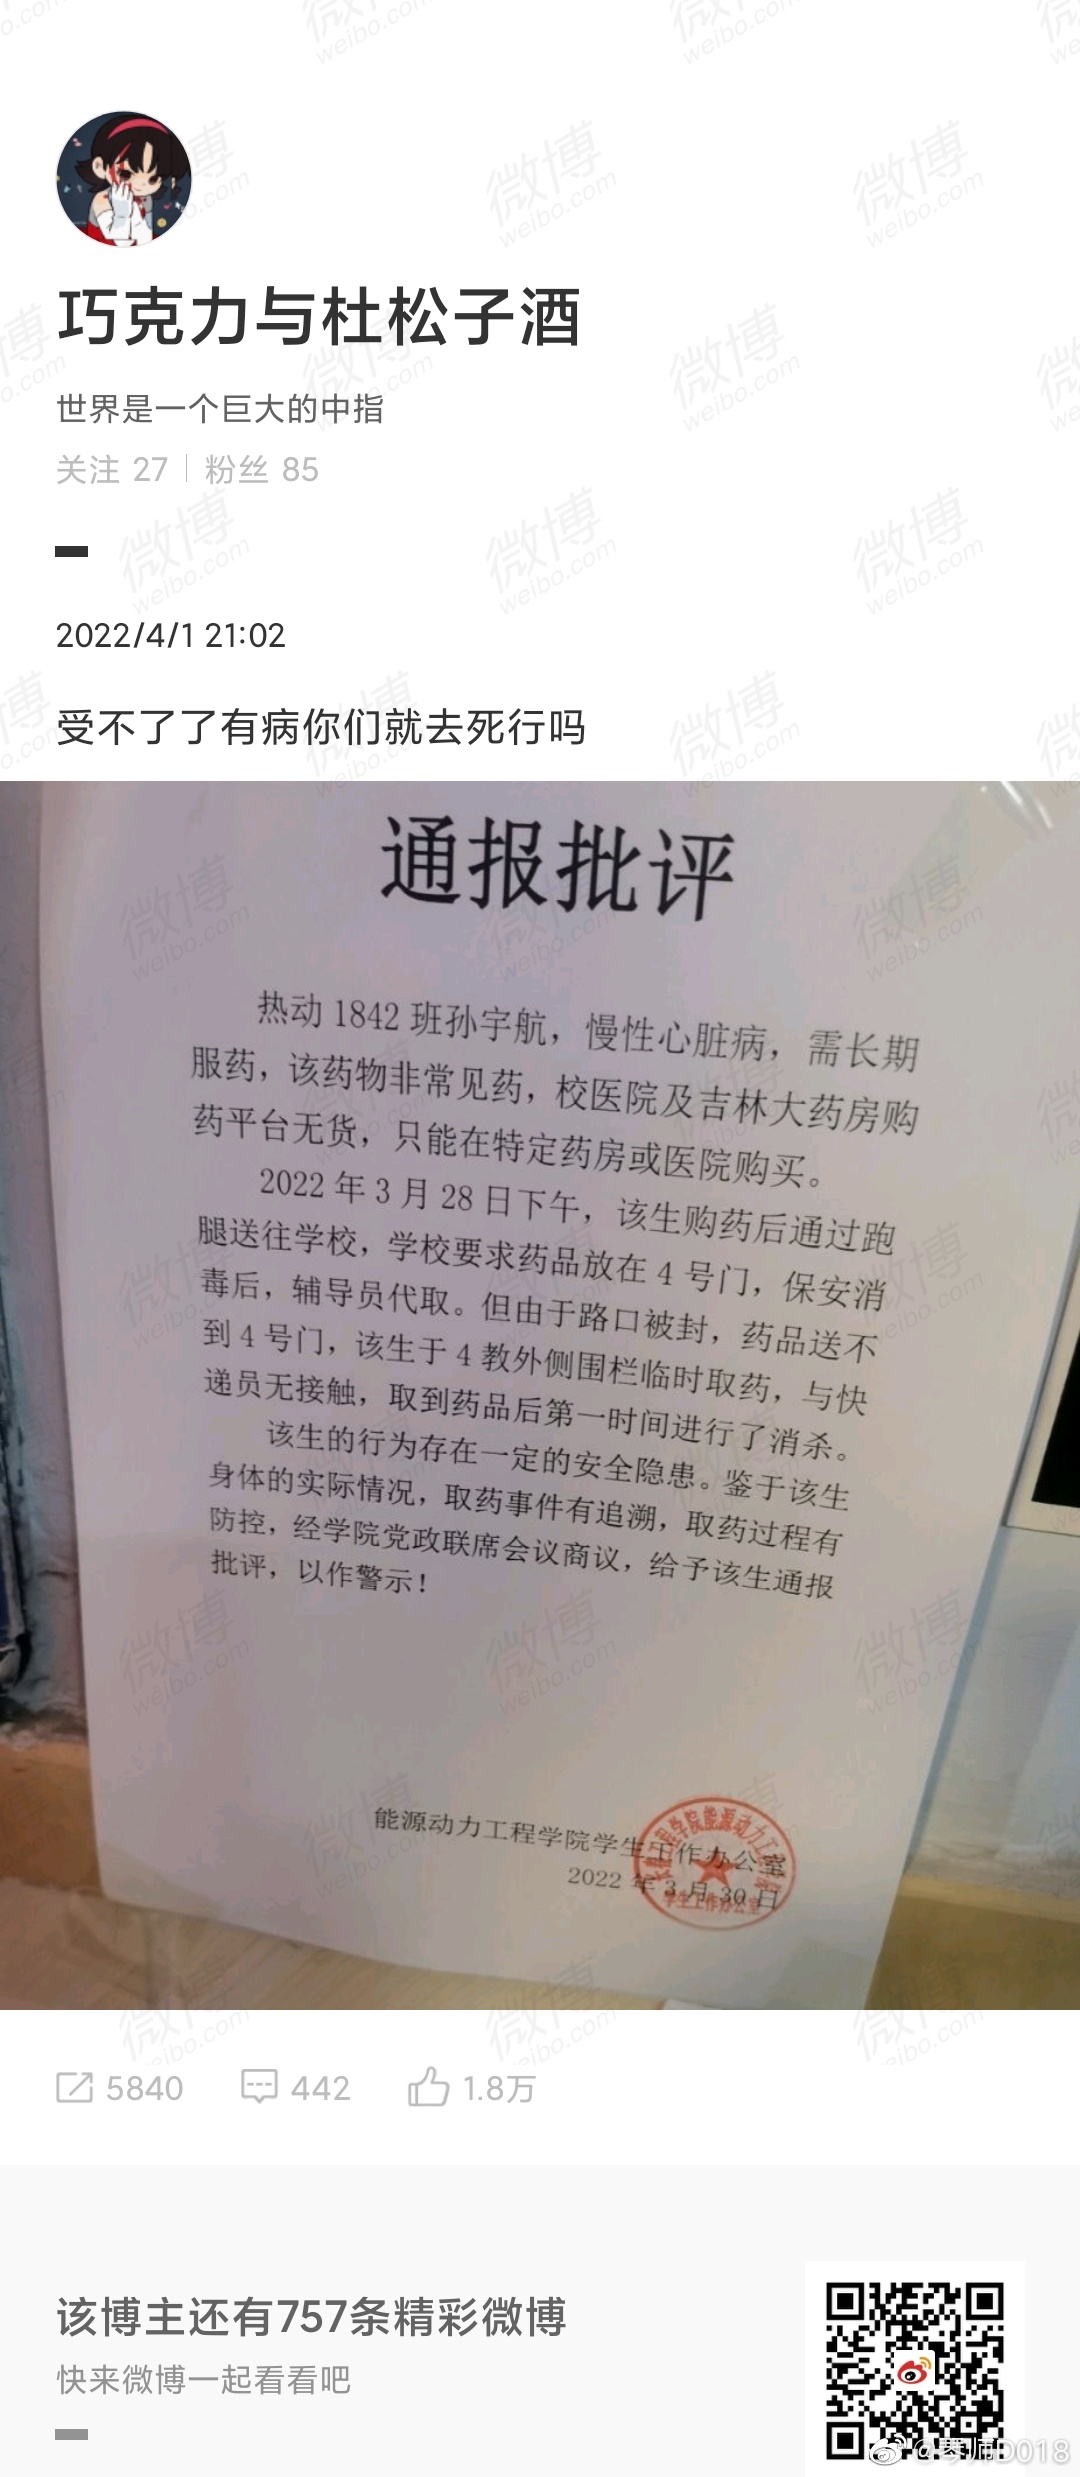 巧克力与杜松子酒
世界是一个巨大的中指
关注 27 | 粉丝 85
2022/4/1 21:02
受不了了有病你们就去死行吗
通报批评
热动 1842 班孙宇航，慢性心脏病，需长期
服药，该药物非常见药，校医院及吉林大药房购
药平台无货，只能在特定药房或医院购买。
2022 年 3 月 28 日下午，该生购药后通过跑
腿送往学校，学校要求药品放在 4 号门，保安消
毒后，辅导员代取。但由于路口被封，药品送不
到 4 号门，该生于 4 教外侧围栏临时取药，与快
递员无接触，取到药品后第一时间进行了消杀。
该生的行为存在一定的安全隐患。鉴于该生
身体的实际情况，取药事件有追溯，取药过程有
防控，经学院党政联席会议商议，给予该生通报
批评，以作警示！
能源动力工程学院学生工作办公室
2022 年 3 月 30 日
学生工作办公室
5840 442 1.8万
该博主还有757条精彩微博
快来微博一起看看吧
@琴师D018
微博
weibo.com